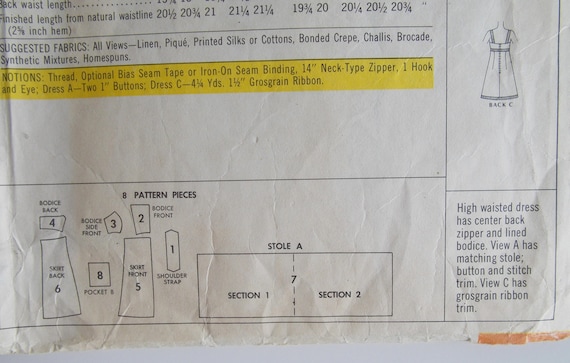 Back waist length
Finished length from natural waistline 20½ 20¾ 21 21¼ 21¼ 19¾ 20 20¼ 20½ 20¾ "
(2⅝ inch hem)
SUGGESTED FABRICS: All Views—Linen, Piqué, Printed Silks or Cottons, Bonded Crepe, Challis, Brocade,
Synthetic Mixtures, Homespuns.
NOTIONS: Thread, Optional Bias Seam Tape or Iron-On Seam Binding, 14" Neck-Type Zipper, 1 Hook
and Eye; Dress A—Two 1" Buttons; Dress C—4¼ Yds. 1½" Grosgrain Ribbon.
BACK C
8 PATTERN PIECES
BODICE
BACK
4
BODICE
SIDE
FRONT
3
2
BODICE
FRONT
SKIRT
BACK
6
8
POCKET B
SKIRT
FRONT
5
1
SHOULDER
STRAP
STOLE A
7
SECTION 1
SECTION 2
High waisted dress
has center back
zipper and lined
bodice. View A has
matching stole;
button and stitch
trim. View C has
grosgrain ribbon
trim.